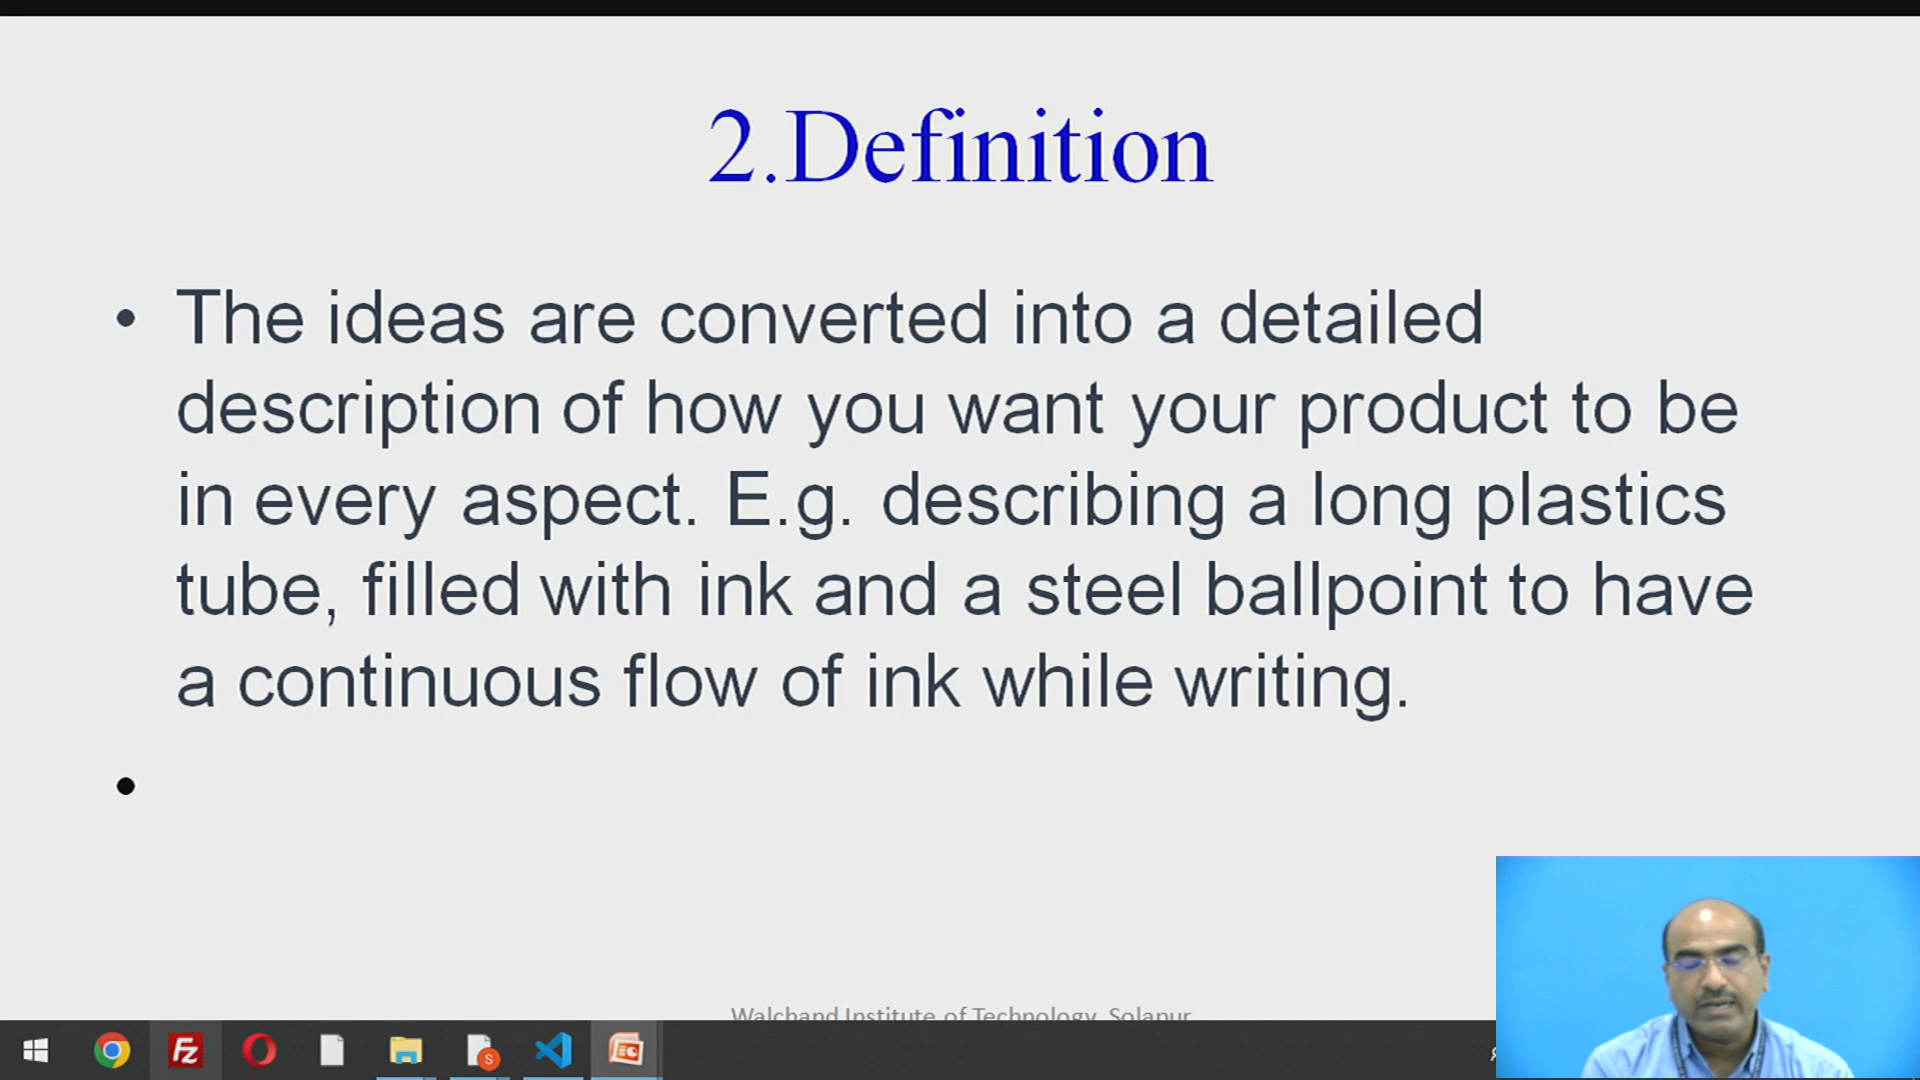 2.Definition
• The ideas are converted into a detailed
description of how you want your product to be
in every aspect. E.g. describing a long plastics
tube, filled with ink and a steel ballpoint to have
a continuous flow of ink while writing.
•
Walchand Institute of Technology, Solapur